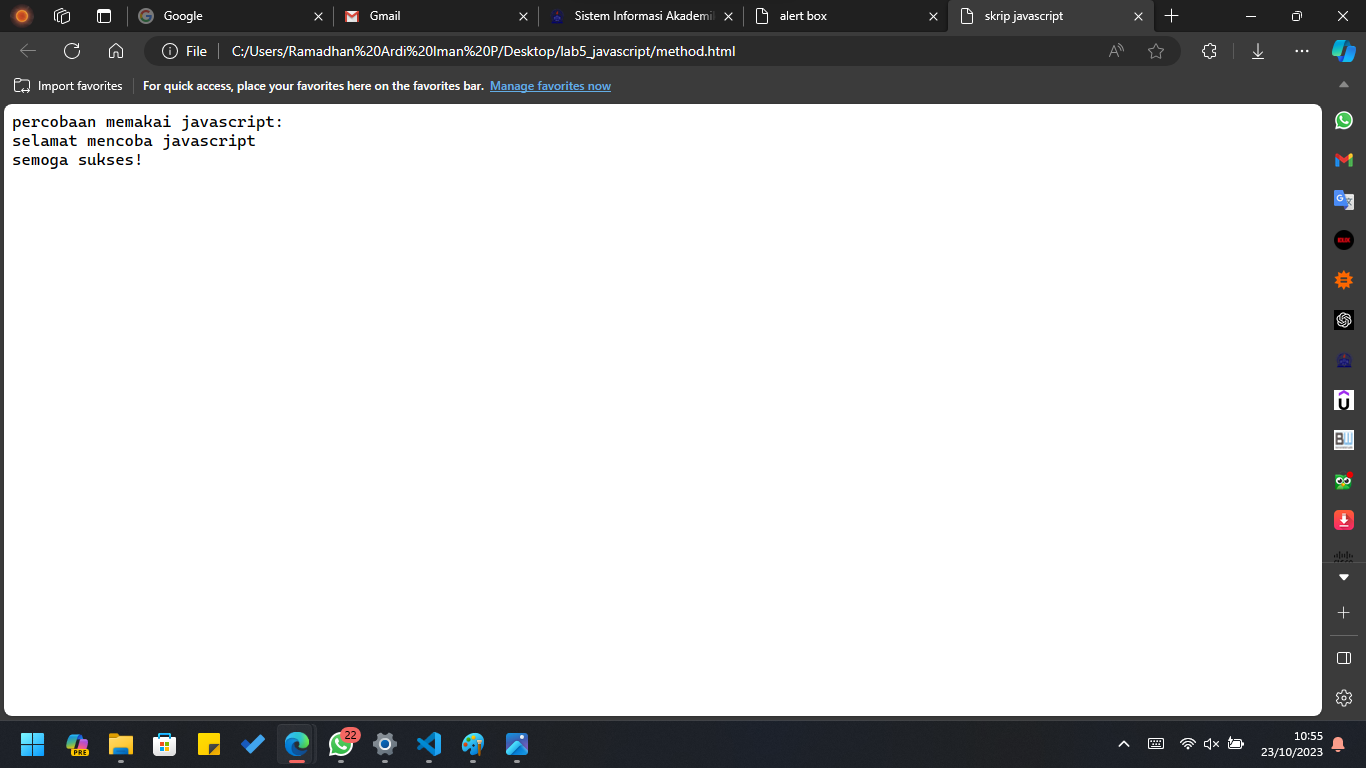 Google
Gmail
Sistem Informasi Akademi
alert box
skrip javascript
File
C:/Users/Ramadhan%20Ardi%20Iman%20P/Desktop/lab5_javascript/method.html
Import favorites
For quick access, place your favorites here on the favorites bar. Manage favorites now
percobaan memakai javascript:
selamat mencoba javascript
semoga sukses!
BW
PRE
22
10:55
23/10/2023